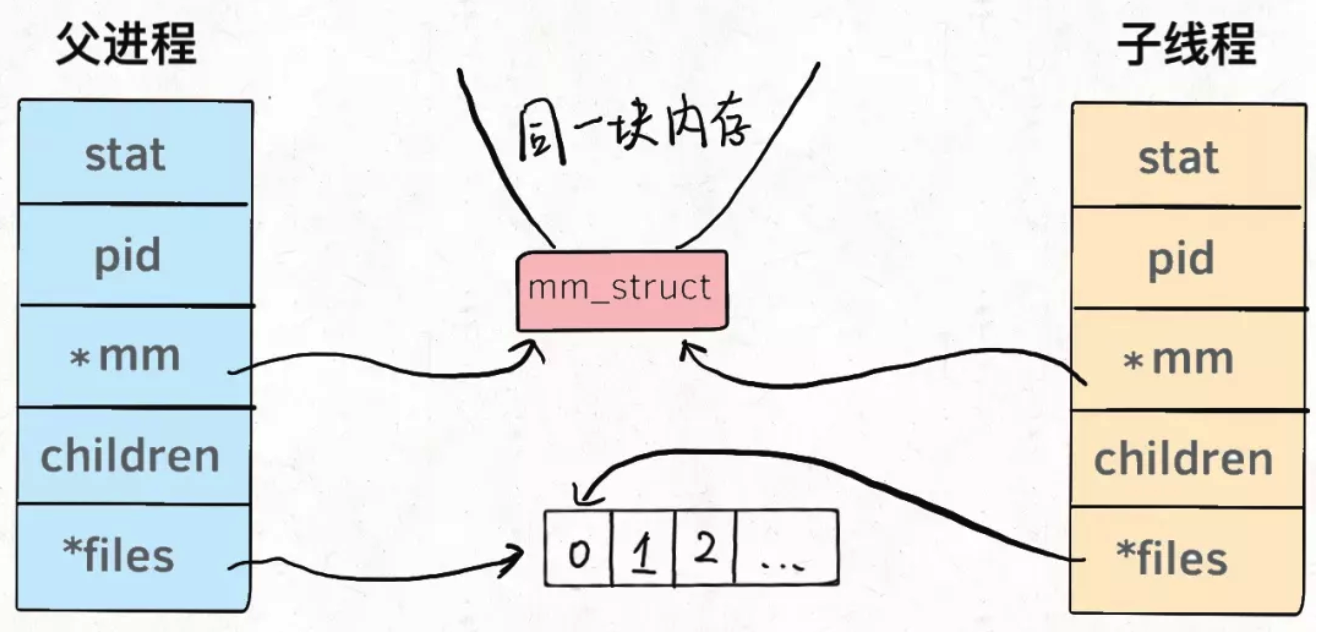 父进程
子线程
同一块内存
stat
pid
*mm
children
*files
mm_struct
0 1 2 ...
stat
pid
*mm
children
*files